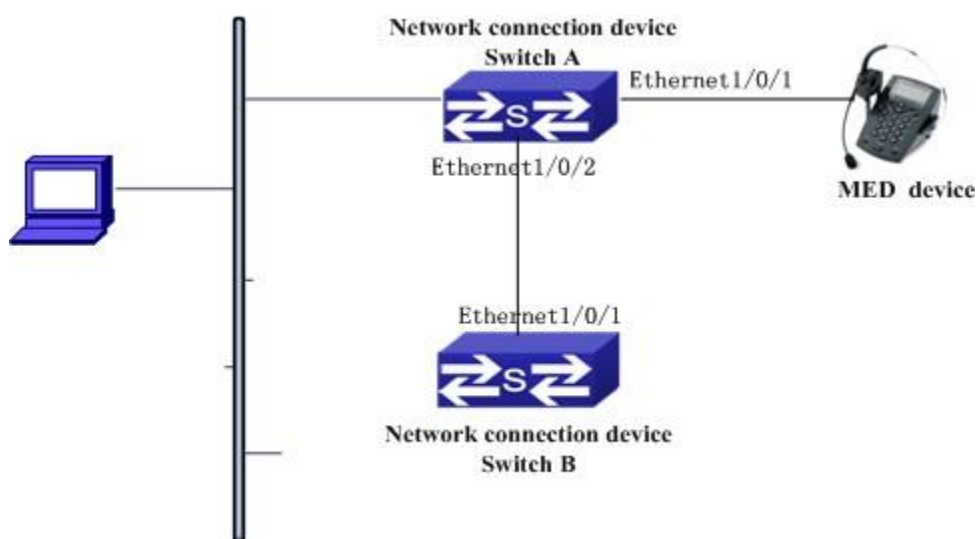 Network connection device
Switch A
Ethernet1/0/1
S
Ethernet1/0/2
MED device
Ethernet1/0/1
S
Network connection device
Switch B